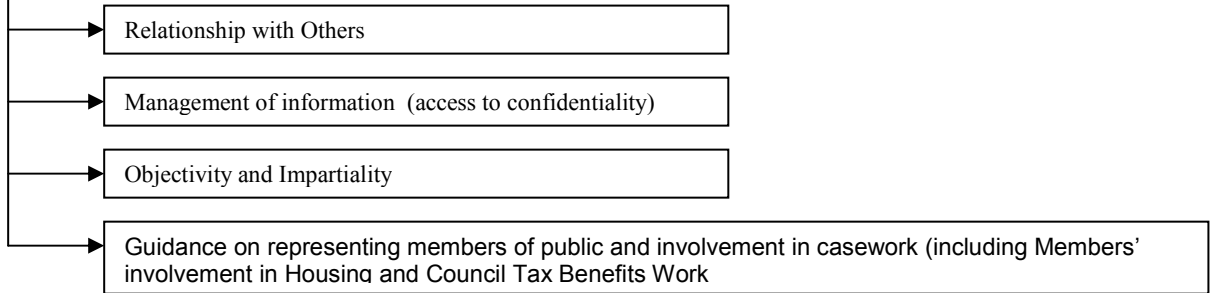 Relationship with Others
Management of information (access to confidentiality)
Objectivity and Impartiality
Guidance on representing members of public and involvement in casework (including Members’
involvement in Housing and Council Tax Benefits Work